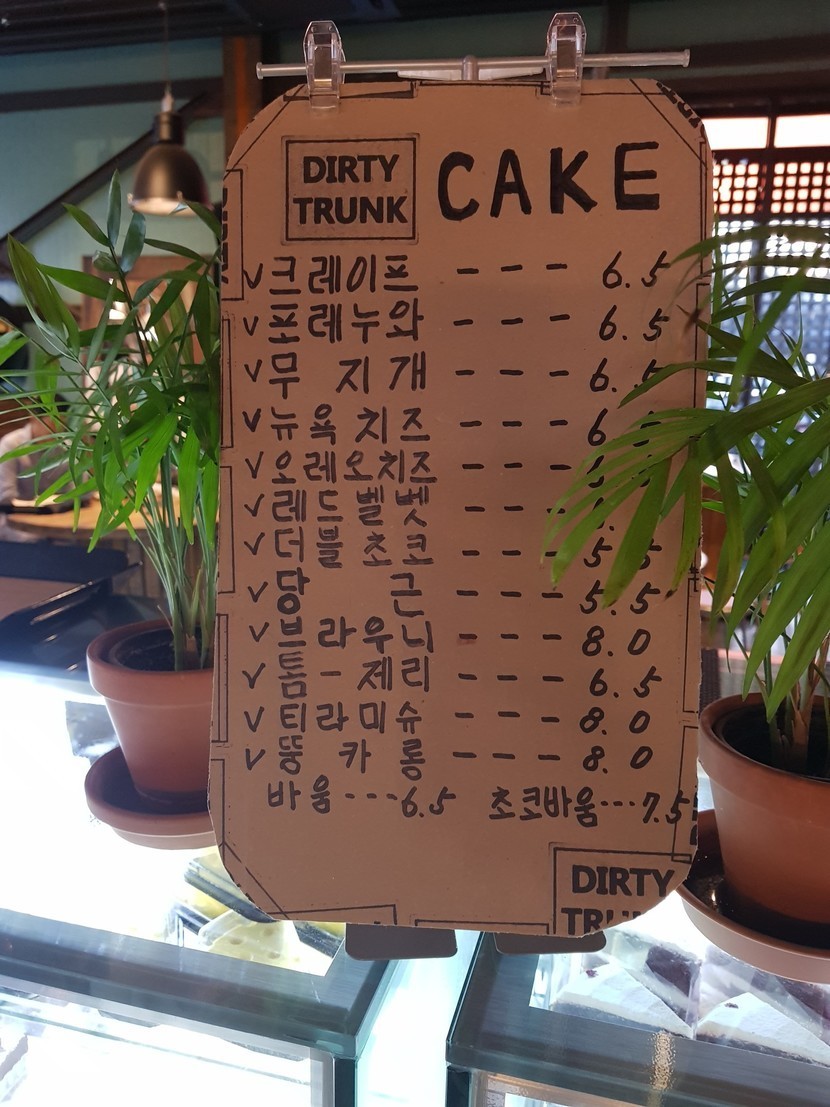 DIRTY TRUNK CAKE
✓크레이프 - - - 6.5
✓포레누와 - - - 6.5
✓무 지개 - - - 6.5
✓뉴욕치즈 - - - 6
✓오레오치즈 - - -
✓레드벨벳 - - -
✓더블초코 - - - 5.5
✓당 근 - - - 5.5
✓브라우니 - - - 8.0
✓톰-제리 - - - 6.5
✓티라미슈 - - - 8.0
✓뚱 카 롱 - - - 8.0
바움---6.5 초코바움---7.5
DIRTY